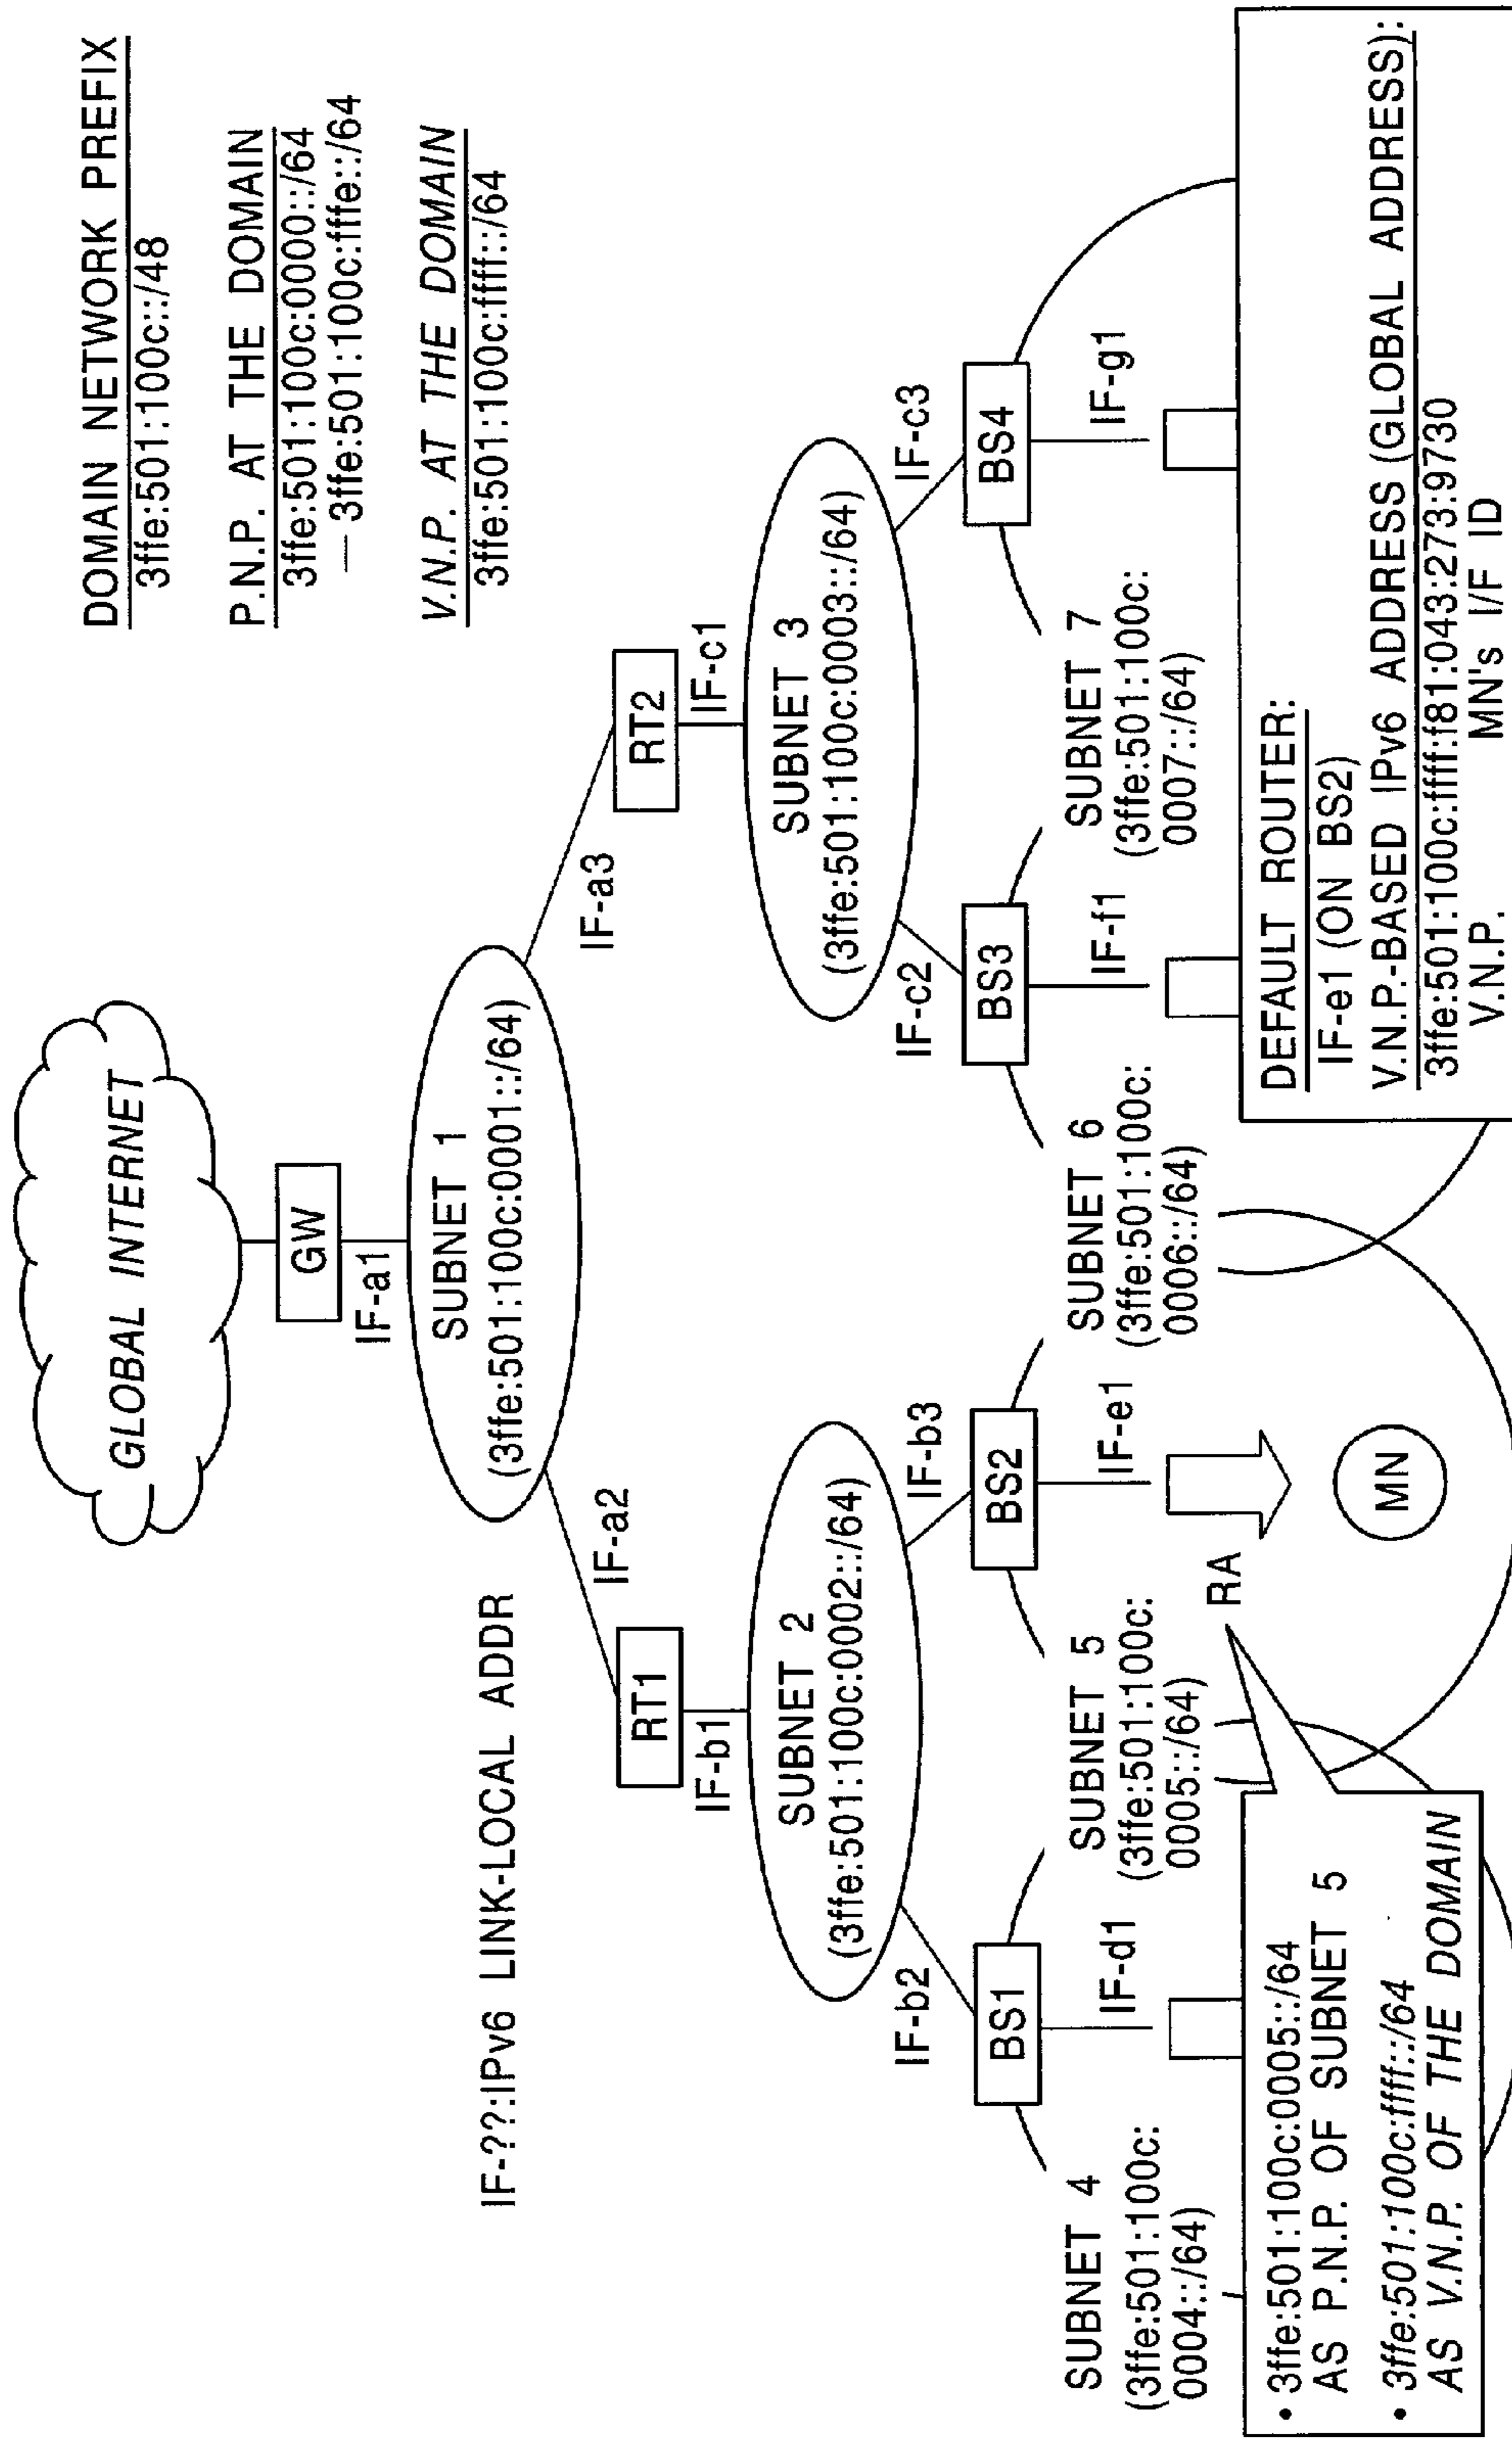 DOMAIN NETWORK PREFIX
3ffe:501:100c::/48
P.N.P. AT THE DOMAIN
3ffe:501:100c:0000::/64
— 3ffe:501:100c:fffe::/64
V.N.P. AT THE DOMAIN
3ffe:501:100c:ffff::/64
GLOBAL INTERNET
GW
IF-a1
SUBNET 1
(3ffe:501:100c:0001::/64)
IF-??:IPv6 LINK-LOCAL ADDR
IF-a2
IF-a3
RT1
RT2
IF-b1
IF-c1
SUBNET 2
(3ffe:501:100c:0002::/64)
SUBNET 3
(3ffe:501:100c:0003::/64)
IF-b2
IF-b3
IF-c2
IF-c3
BS1
BS2
BS3
BS4
IF-d1
IF-e1
IF-f1
IF-g1
SUBNET 4
(3ffe:501:100c:
0004::/64)
SUBNET 5
(3ffe:501:100c:
0005::/64)
SUBNET 6
(3ffe:501:100c:
0006::/64)
SUBNET 7
(3ffe:501:100c:
0007::/64)
RA
MN
• 3ffe:501:100c:0005::/64
AS P.N.P. OF SUBNET 5
• 3ffe:501:100c:ffff::/64
AS V.N.P. OF THE DOMAIN
DEFAULT ROUTER:
IF-e1 (ON BS2)
V.N.P.-BASED IPv6 ADDRESS (GLOBAL ADDRESS):
3ffe:501:100c:ffff:f81:043:273:9730
V.N.P. MN's I/F ID